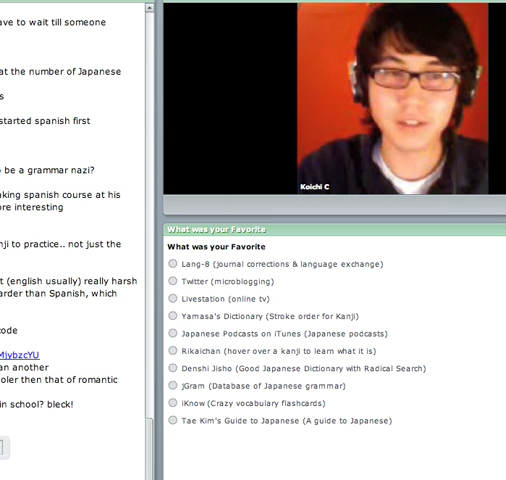 ave to wait till someone
at the number of Japanese
s
started spanish first
be a grammar nazi?
aking spanish course at his
ore interesting
nji to practice.. not just the
t (english usually) really harsh
arder than Spanish, which
code
MjybzcYU
an another
oler then that of romantic
in school? bleck!
Koichi C
What was your Favorite
What was your Favorite
Lang-8 (journal corrections & language exchange)
Twitter (microblogging)
Livestation (online tv)
Yamasa's Dictionary (Stroke order for Kanji)
Japanese Podcasts on iTunes (Japanese podcasts)
Rikaichan (hover over a kanji to learn what it is)
Denshi Jisho (Good Japanese Dictionary with Radical Search)
jGram (Database of Japanese grammar)
iKnow (Crazy vocabulary flashcards)
Tae Kim's Guide to Japanese (A guide to Japanese)